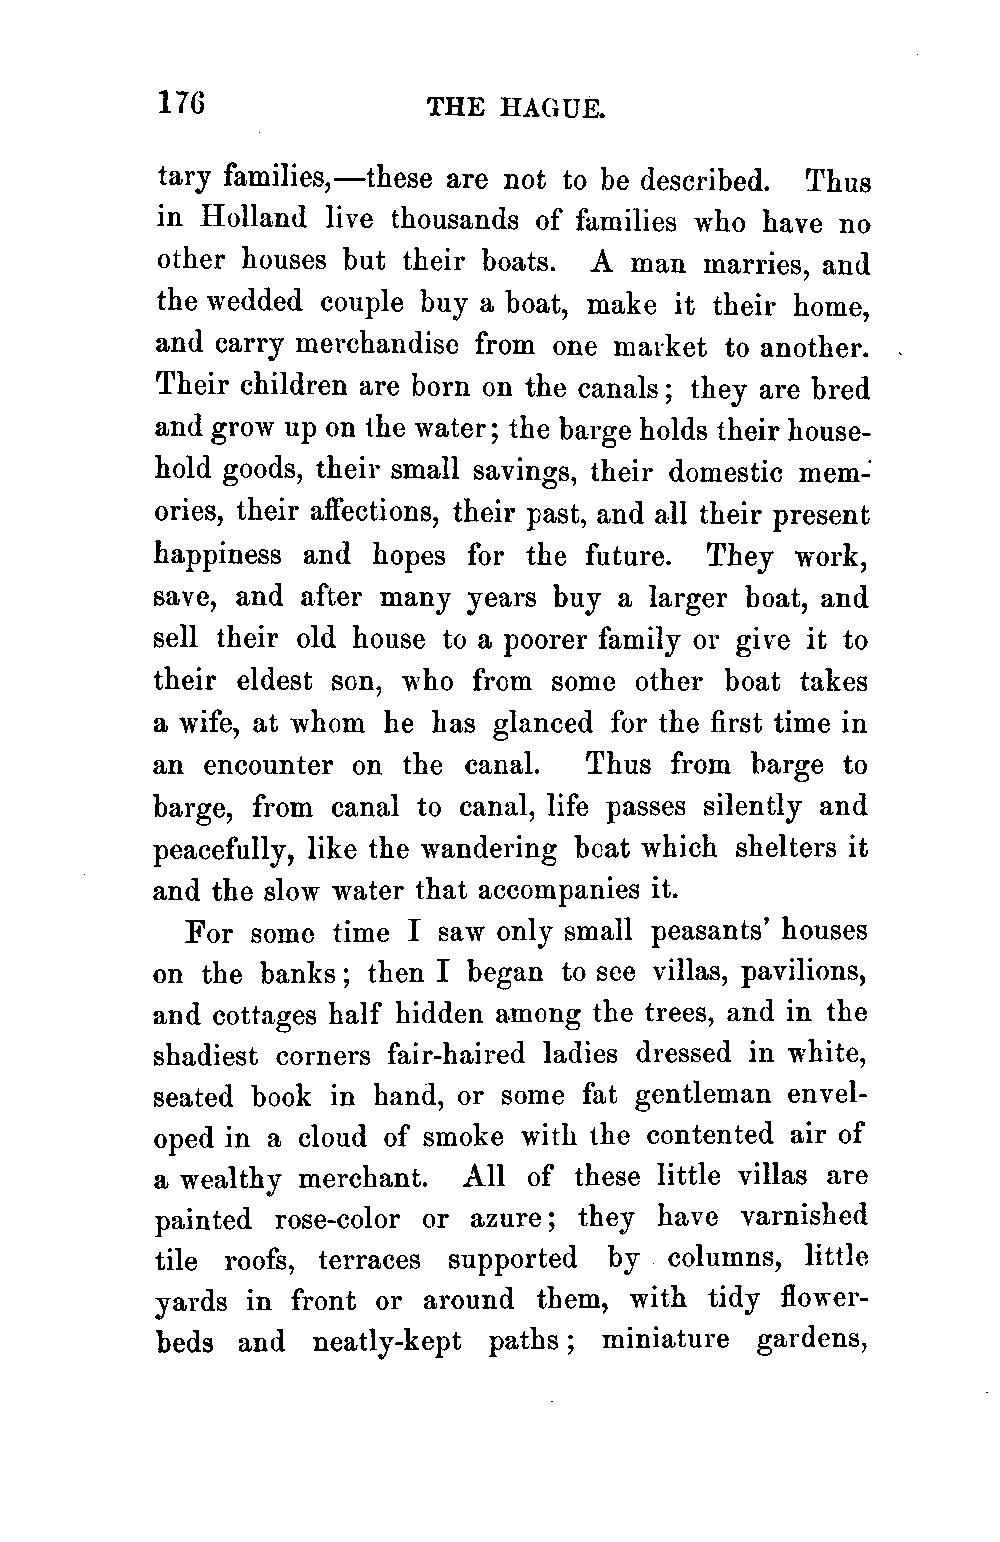 176 THE HAGUE.
tary families,—these are not to be described. Thus
in Holland live thousands of families who have no
other houses but their boats. A man marries, and
the wedded couple buy a boat, make it their home,
and carry merchandise from one market to another.
Their children are born on the canals; they are bred
and grow up on the water; the barge holds their house-
hold goods, their small savings, their domestic mem-
ories, their affections, their past, and all their present
happiness and hopes for the future. They work,
save, and after many years buy a larger boat, and
sell their old house to a poorer family or give it to
their eldest son, who from some other boat takes
a wife, at whom he has glanced for the first time in
an encounter on the canal. Thus from barge to
barge, from canal to canal, life passes silently and
peacefully, like the wandering boat which shelters it
and the slow water that accompanies it.
For some time I saw only small peasants' houses
on the banks; then I began to see villas, pavilions,
and cottages half hidden among the trees, and in the
shadiest corners fair-haired ladies dressed in white,
seated book in hand, or some fat gentleman envel-
oped in a cloud of smoke with the contented air of
a wealthy merchant. All of these little villas are
painted rose-color or azure; they have varnished
tile roofs, terraces supported by columns, little
yards in front or around them, with tidy flower-
beds and neatly-kept paths; miniature gardens,